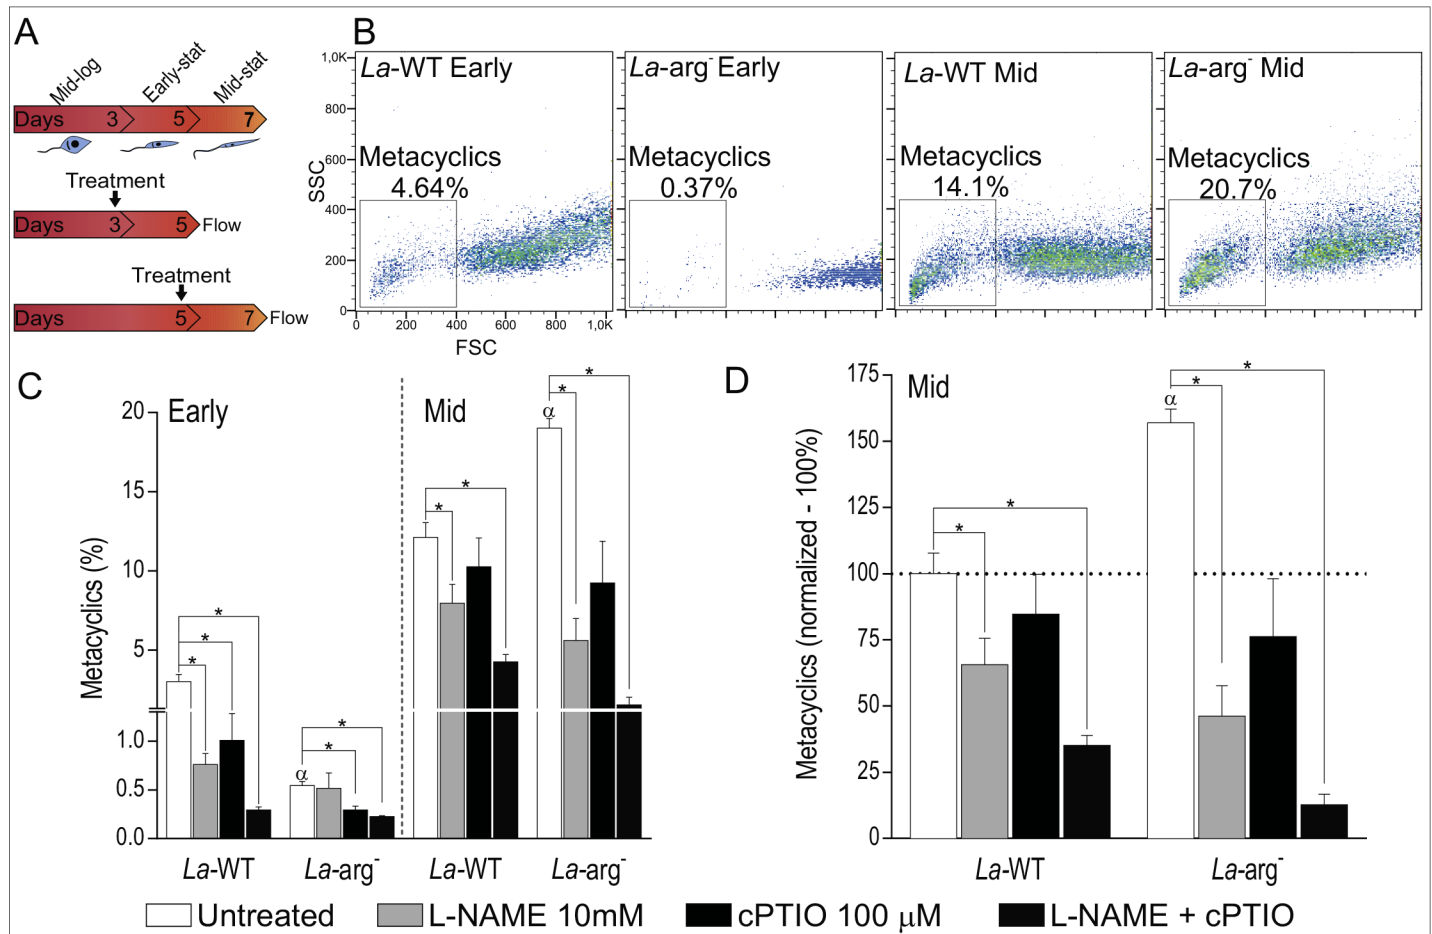 A
Mid-log
Early-stat
Mid-stat
Days 3 5 7
Treatment
Days 3 5 Flow
Treatment
Days 5 7 Flow
B
La-WT Early
La-arg- Early
La-WT Mid
La-arg- Mid
Metacyclics
4.64%
Metacyclics
0.37%
Metacyclics
14.1%
Metacyclics
20.7%
SSC
1,0K
800
600
400
200
0
0 200 400 600 800 1,0K
FSC
C
Early
Mid
Metacyclics (%)
20
15
10
5
1.0
0.5
0.0
* * *
α * *
* *
α * *
La-WT La-arg- La-WT La-arg-
D
Mid
Metacyclics (normalized - 100%)
175
150
125
100
75
50
25
0
* *
α * *
La-WT La-arg-
Untreated L-NAME 10mM cPTIO 100 µM L-NAME + cPTIO